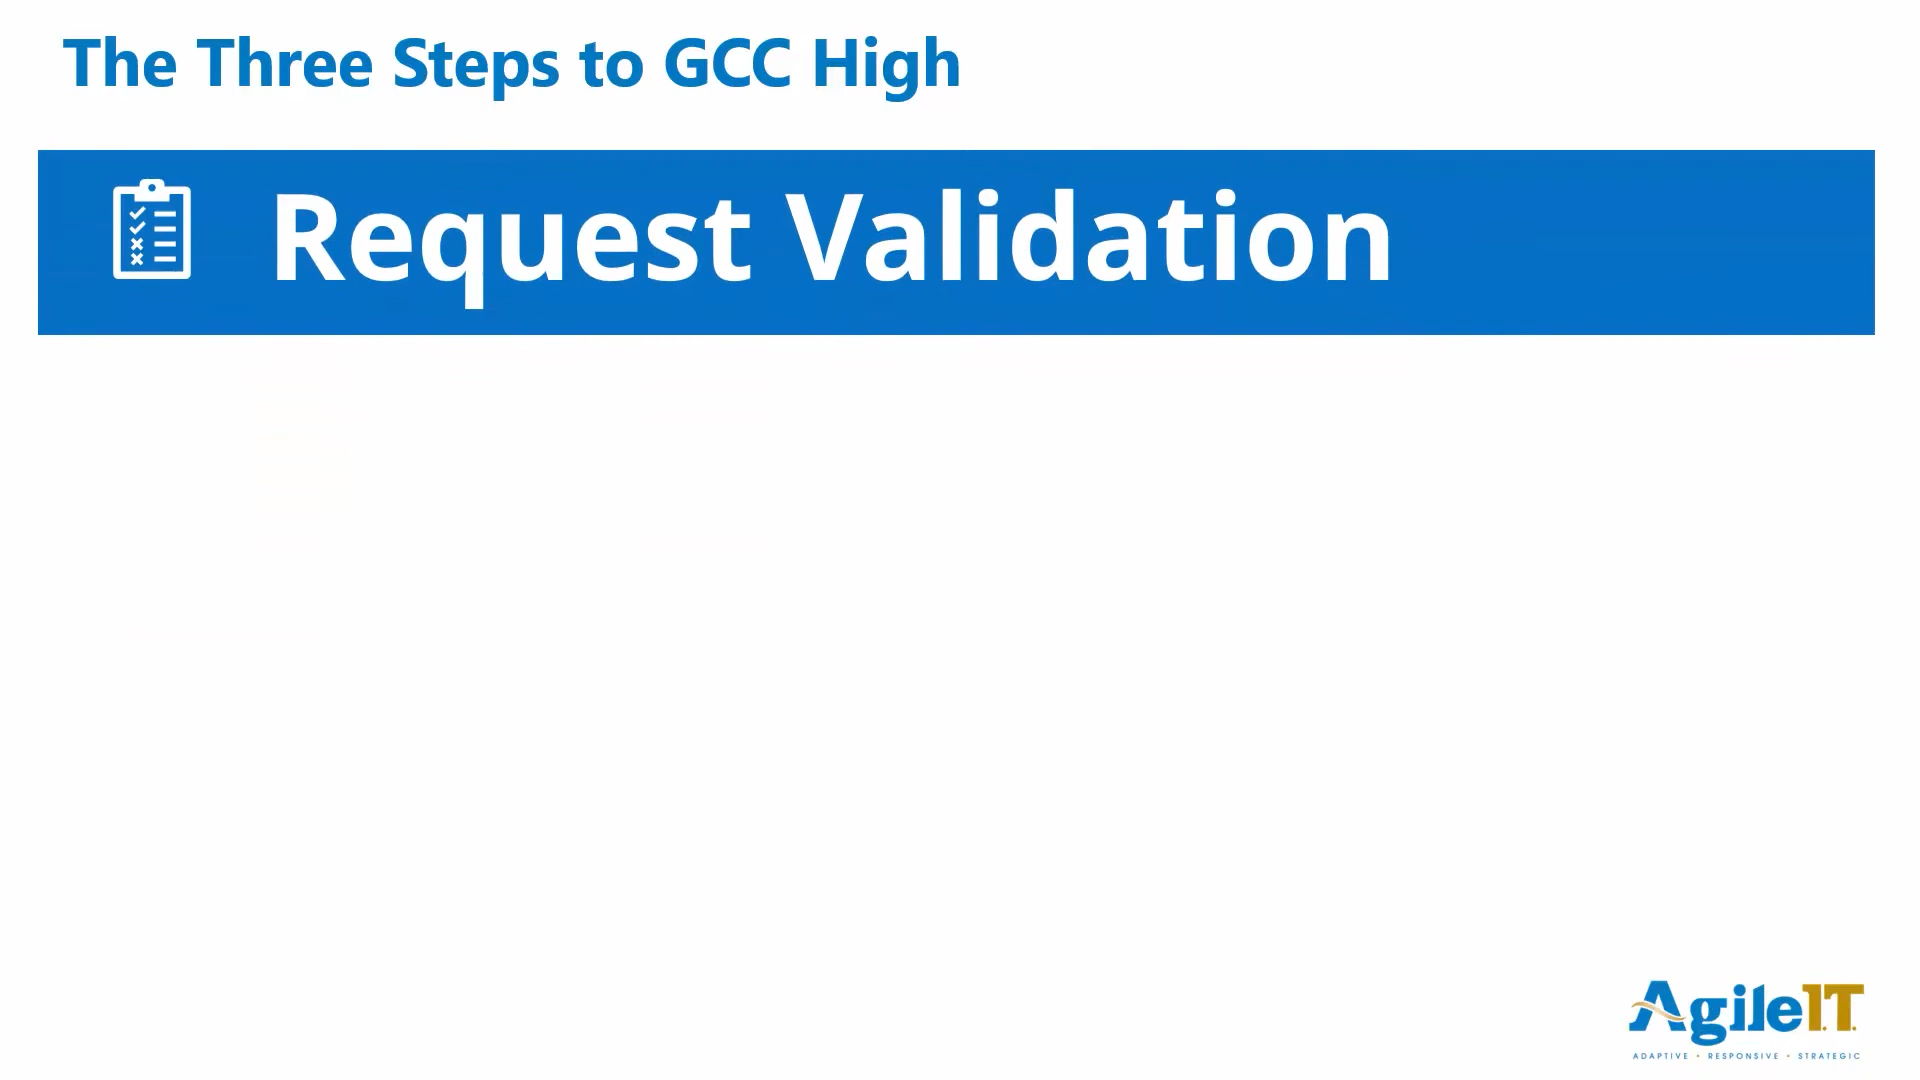 The Three Steps to GCC High
Request Validation
AgileIT
ADAPTIVE • RESPONSIVE • STRATEGIC